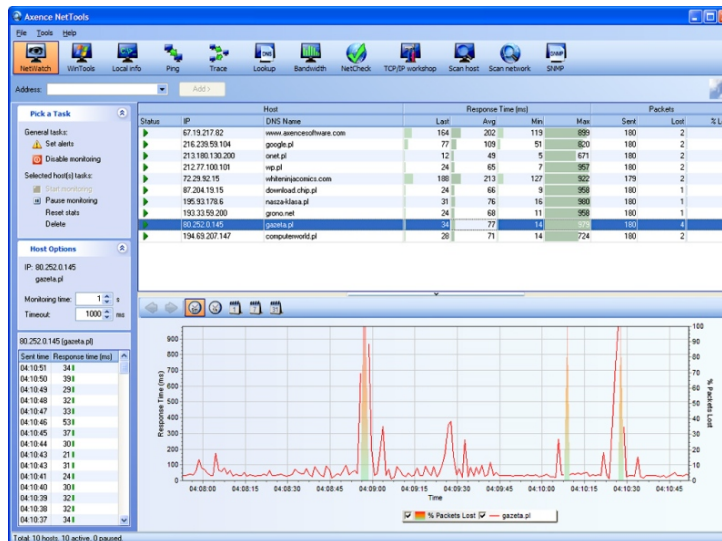 Axence NetTools
File Tools Help
NetWatch WinTools Local info Ping Trace Lookup Bandwidth NetCheck TCP/IP workshop Scan host Scan network SNMP
Address: Add
Pick a Task
General tasks:
Set alerts
Disable monitoring
Selected host(s) tasks:
Start monitoring
Pause monitoring
Reset stats
Delete
Host Options
IP: 80.252.0.145
gazeta.pl
Monitoring time: 1 s
Timeout: 1000 ms
80.252.0.145 (gazeta.pl)
Sent time Response time (ms)
04:10:51 34
04:10:50 39
04:10:49 29
04:10:48 32
04:10:47 33
04:10:46 53
04:10:45 37
04:10:44 30
04:10:43 21
04:10:43 31
04:10:41 24
04:10:40 30
04:10:39 32
04:10:38 32
04:10:37 34
Host Response Time (ms) Packets
Status IP DNS Name Last Avg Min Max Sent Lost % L
67.19.217.82 www.axencesoftware.com 164 202 119 899 180 2
216.239.59.104 google.pl 77 109 51 820 180 2
213.180.130.200 onet.pl 12 49 5 671 180 2
212.77.100.101 wp.pl 24 65 7 957 180 2
72.29.92.15 whiteninjacomics.com 188 213 127 922 179 2
87.204.19.15 download.chip.pl 24 66 9 958 180 1
195.93.178.6 nasza-klasa.pl 31 76 16 980 180 1
193.33.59.200 grono.net 24 68 11 958 180 1
80.252.0.145 gazeta.pl 34 77 14 979 180 4
194.69.207.147 computerworld.pl 28 71 14 724 180 2
Response Time (ms)
900
800
700
600
500
400
300
200
100
0
100
90
80
70
60
50
40
30
20
10
0
% Packets Lost
04:08:00 04:08:15 04:08:30 04:08:45 04:09:00 04:09:15 04:09:30 04:09:45 04:10:00 04:10:15 04:10:30 04:10:45
Time
% Packets Lost gazeta.pl
Total: 10 hosts, 10 active, 0 paused